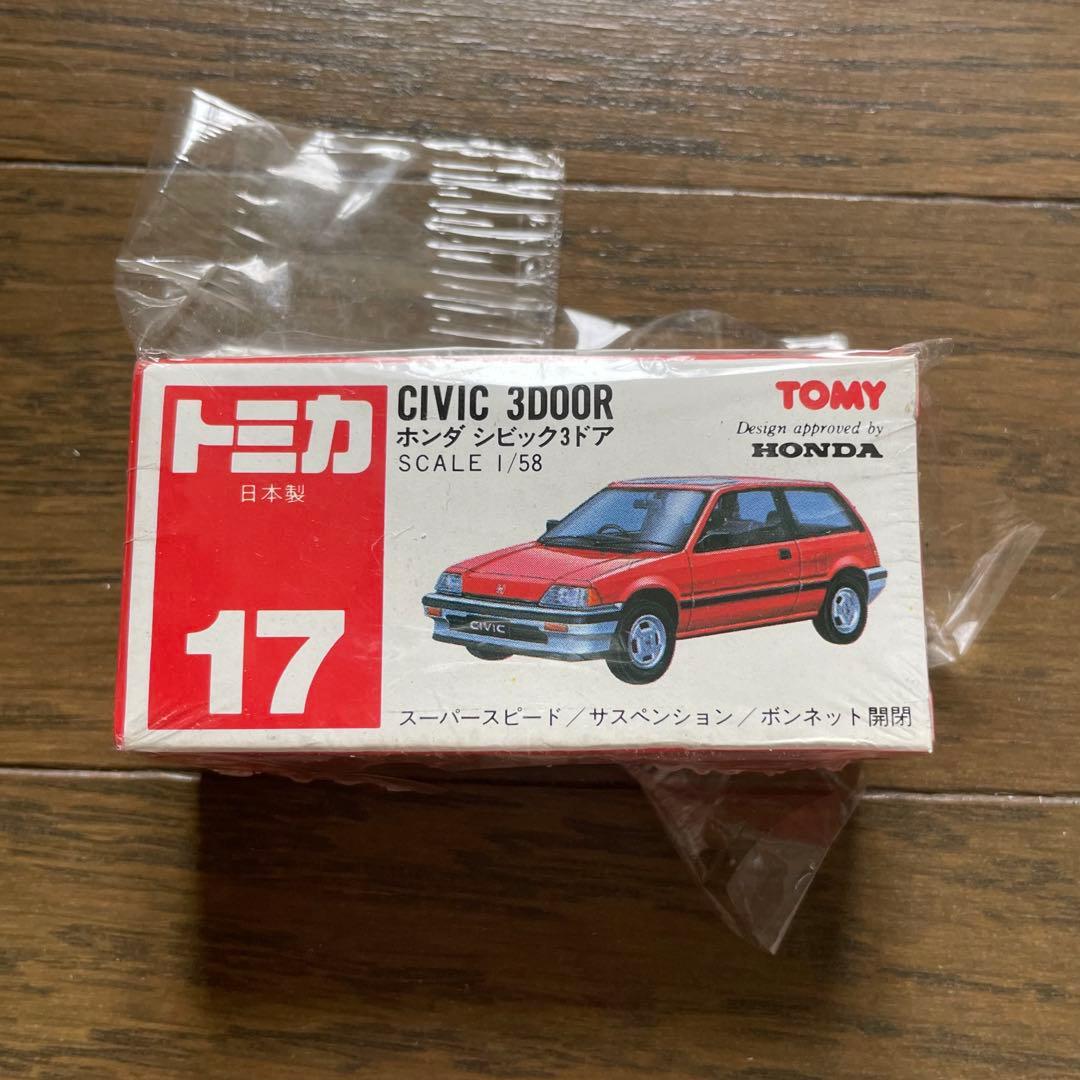 トミカ
日本製
17
CIVIC 3DOOR
ホンダ シビック3ドア
SCALE 1/58
TOMY
Design approved by
HONDA
CIVIC
スーパースピード/サスペンション/ボンネット開閉